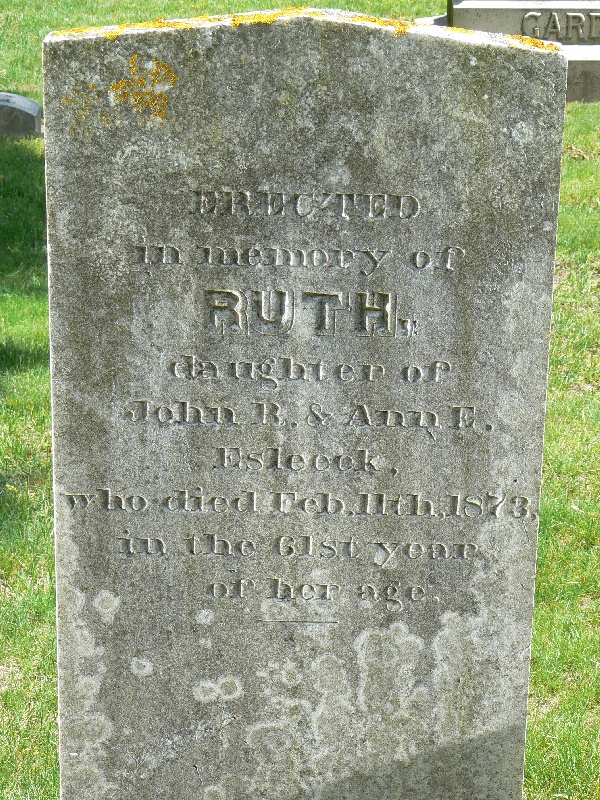 GARD
ERECTED
in memory of
RUTH,
daughter of
John R. & Ann E.
Esleeck,
who died Feb. 11th, 1873,
in the 61st year
of her age.